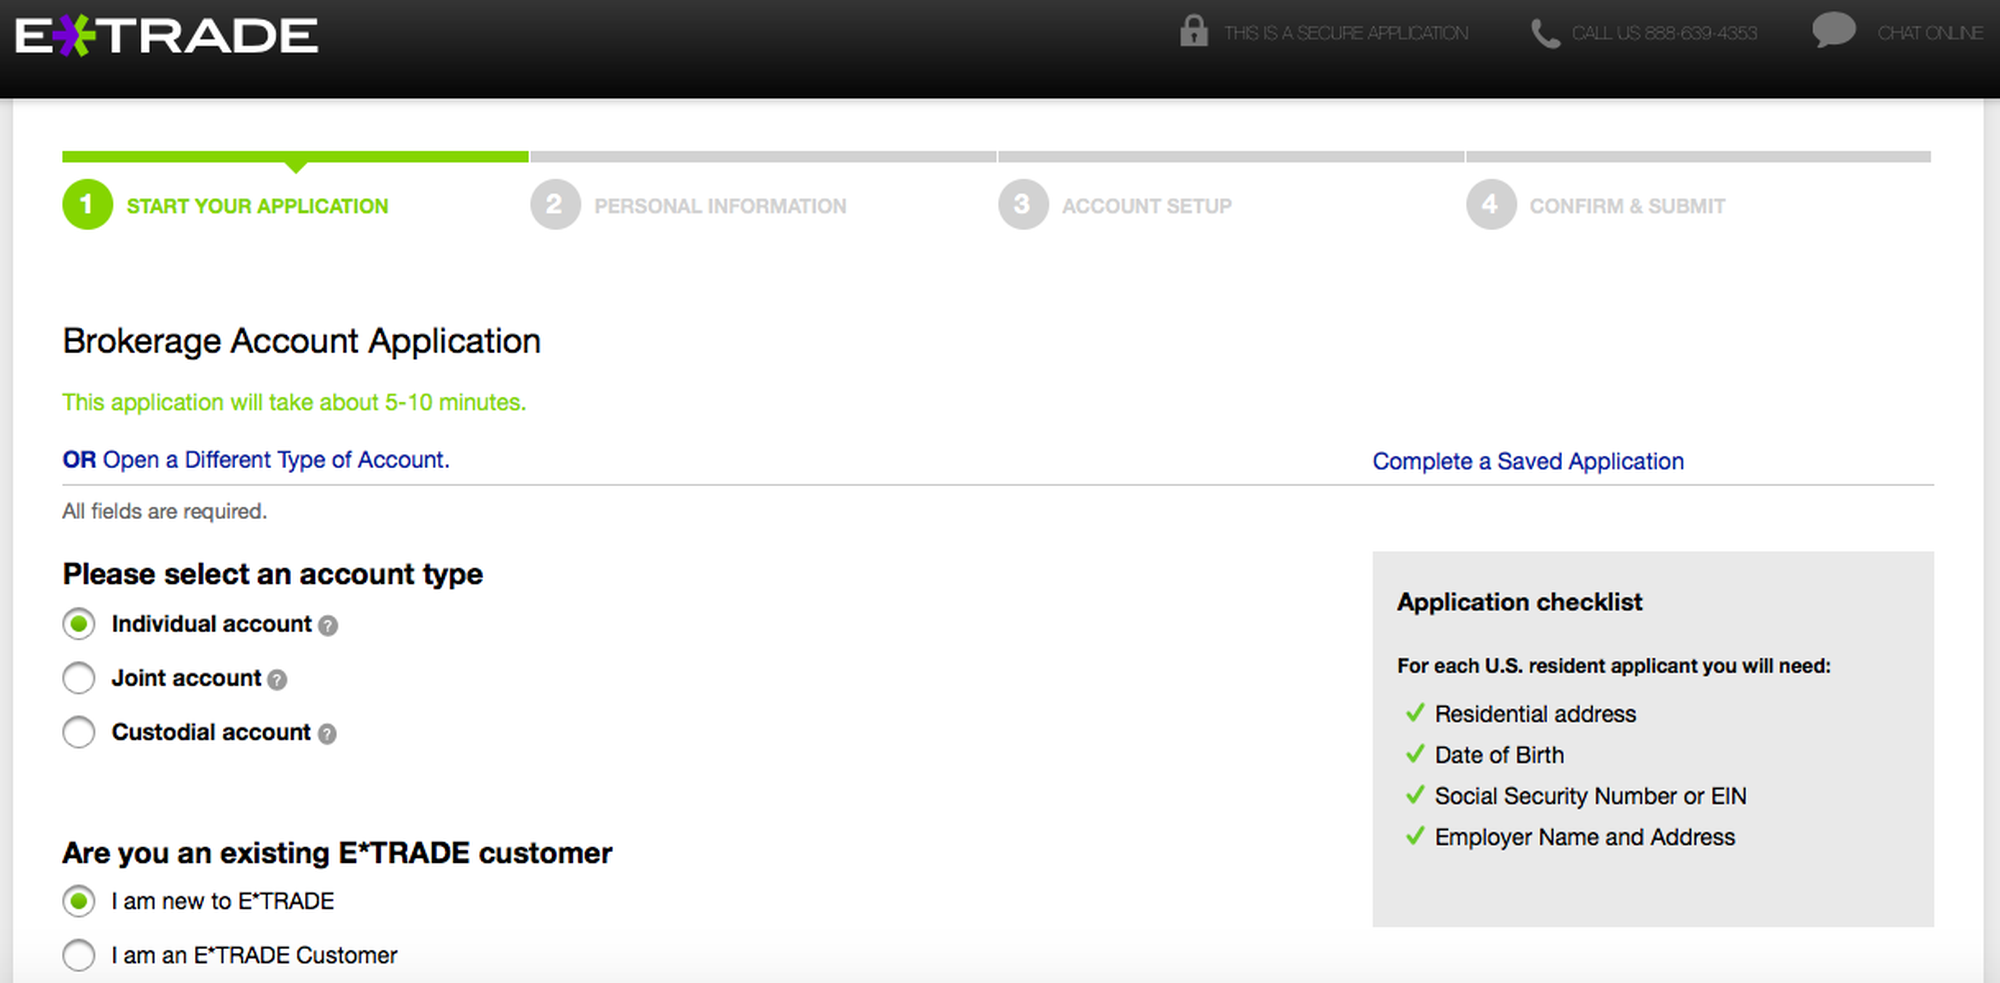 E*TRADE
THIS IS A SECURE APPLICATION
CALL US 888-639-4353
CHAT ONLINE
1 START YOUR APPLICATION
2 PERSONAL INFORMATION
3 ACCOUNT SETUP
4 CONFIRM & SUBMIT
Brokerage Account Application
This application will take about 5-10 minutes.
OR Open a Different Type of Account.
Complete a Saved Application
All fields are required.
Please select an account type
Individual account ?
Joint account ?
Custodial account ?
Application checklist
For each U.S. resident applicant you will need:
Residential address
Date of Birth
Social Security Number or EIN
Employer Name and Address
Are you an existing E*TRADE customer
I am new to E*TRADE
I am an E*TRADE Customer